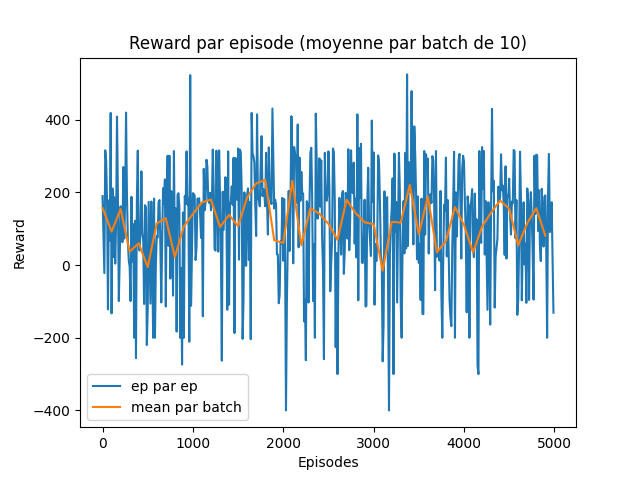 Reward par episode (moyenne par batch de 10)
Reward
400
200
0
−200
−400
ep par ep
mean par batch
0 1000 2000 3000 4000 5000
Episodes